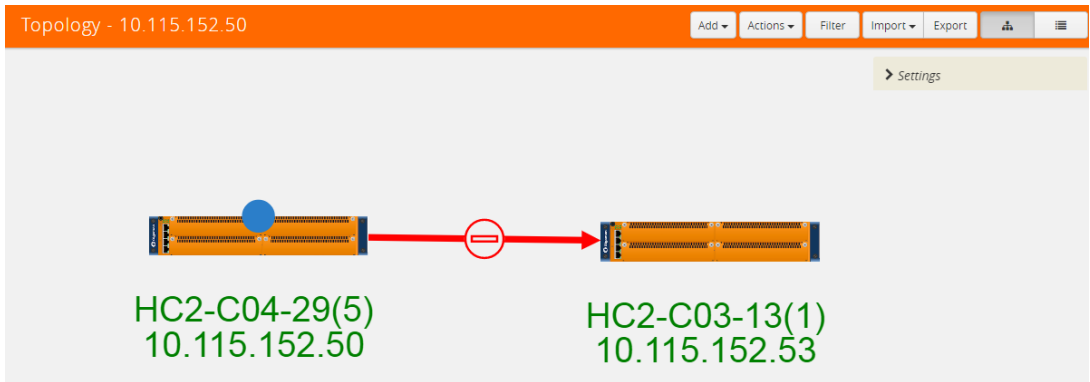 Topology - 10.115.152.50
Add Actions Filter Import Export
Settings
HC2-C04-29(5)
10.115.152.50
HC2-C03-13(1)
10.115.152.53